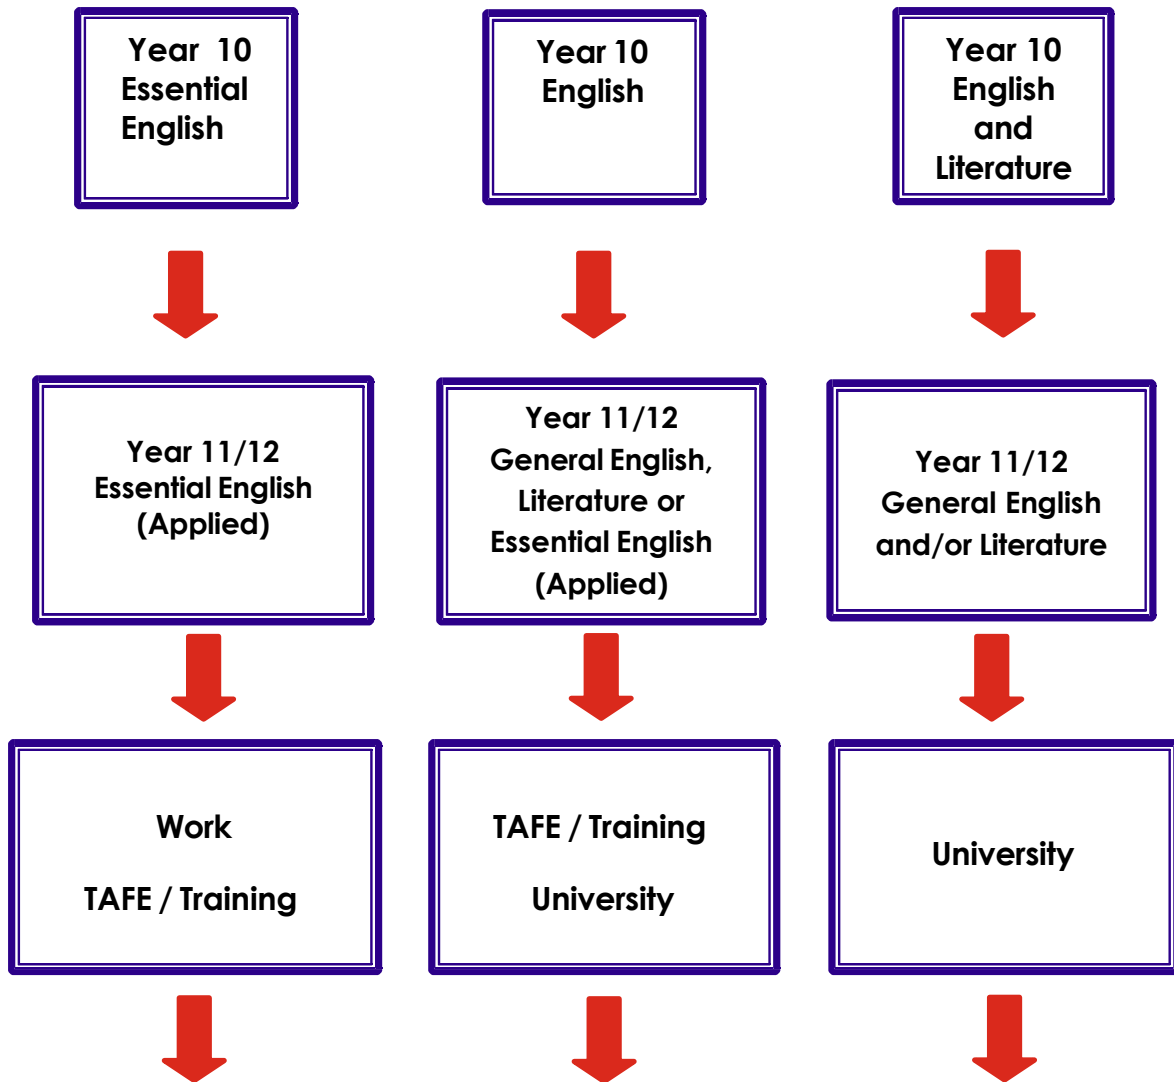 Year 10
Essential
English
Year 10
English
Year 10
English
and
Literature
Year 11/12
Essential English
(Applied)
Year 11/12
General English,
Literature or
Essential English
(Applied)
Year 11/12
General English
and/or Literature
Work
TAFE / Training
TAFE / Training
University
University